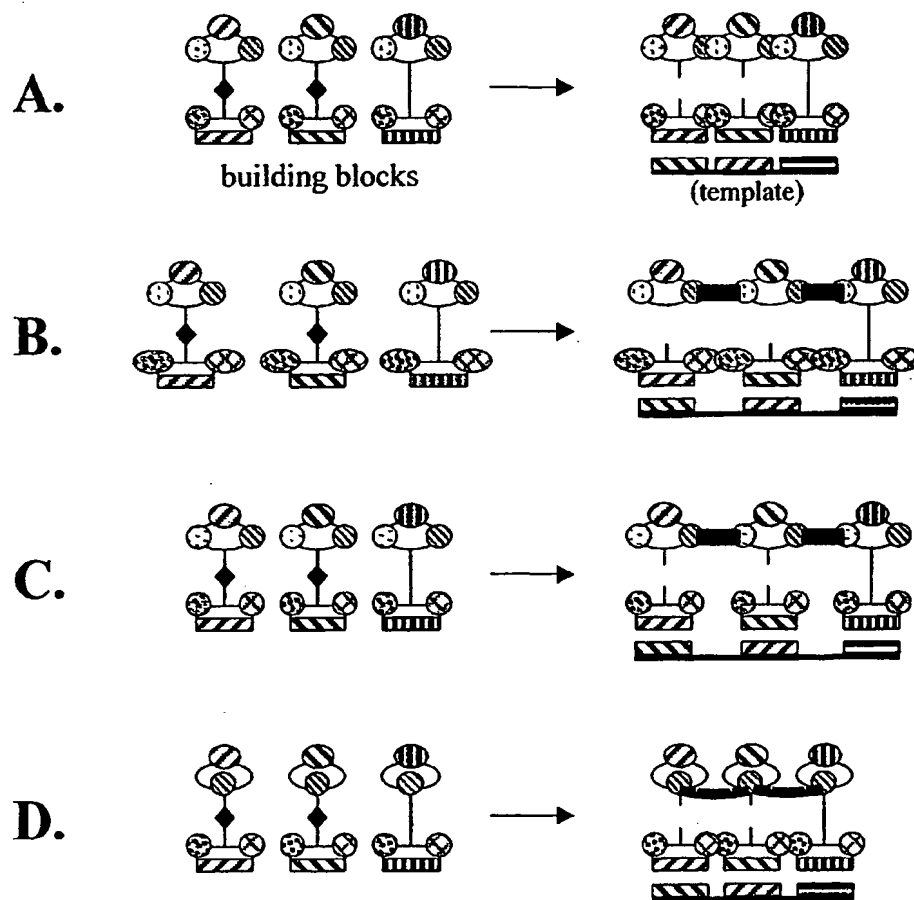 A.
building blocks
(template)
B.
C.
D.